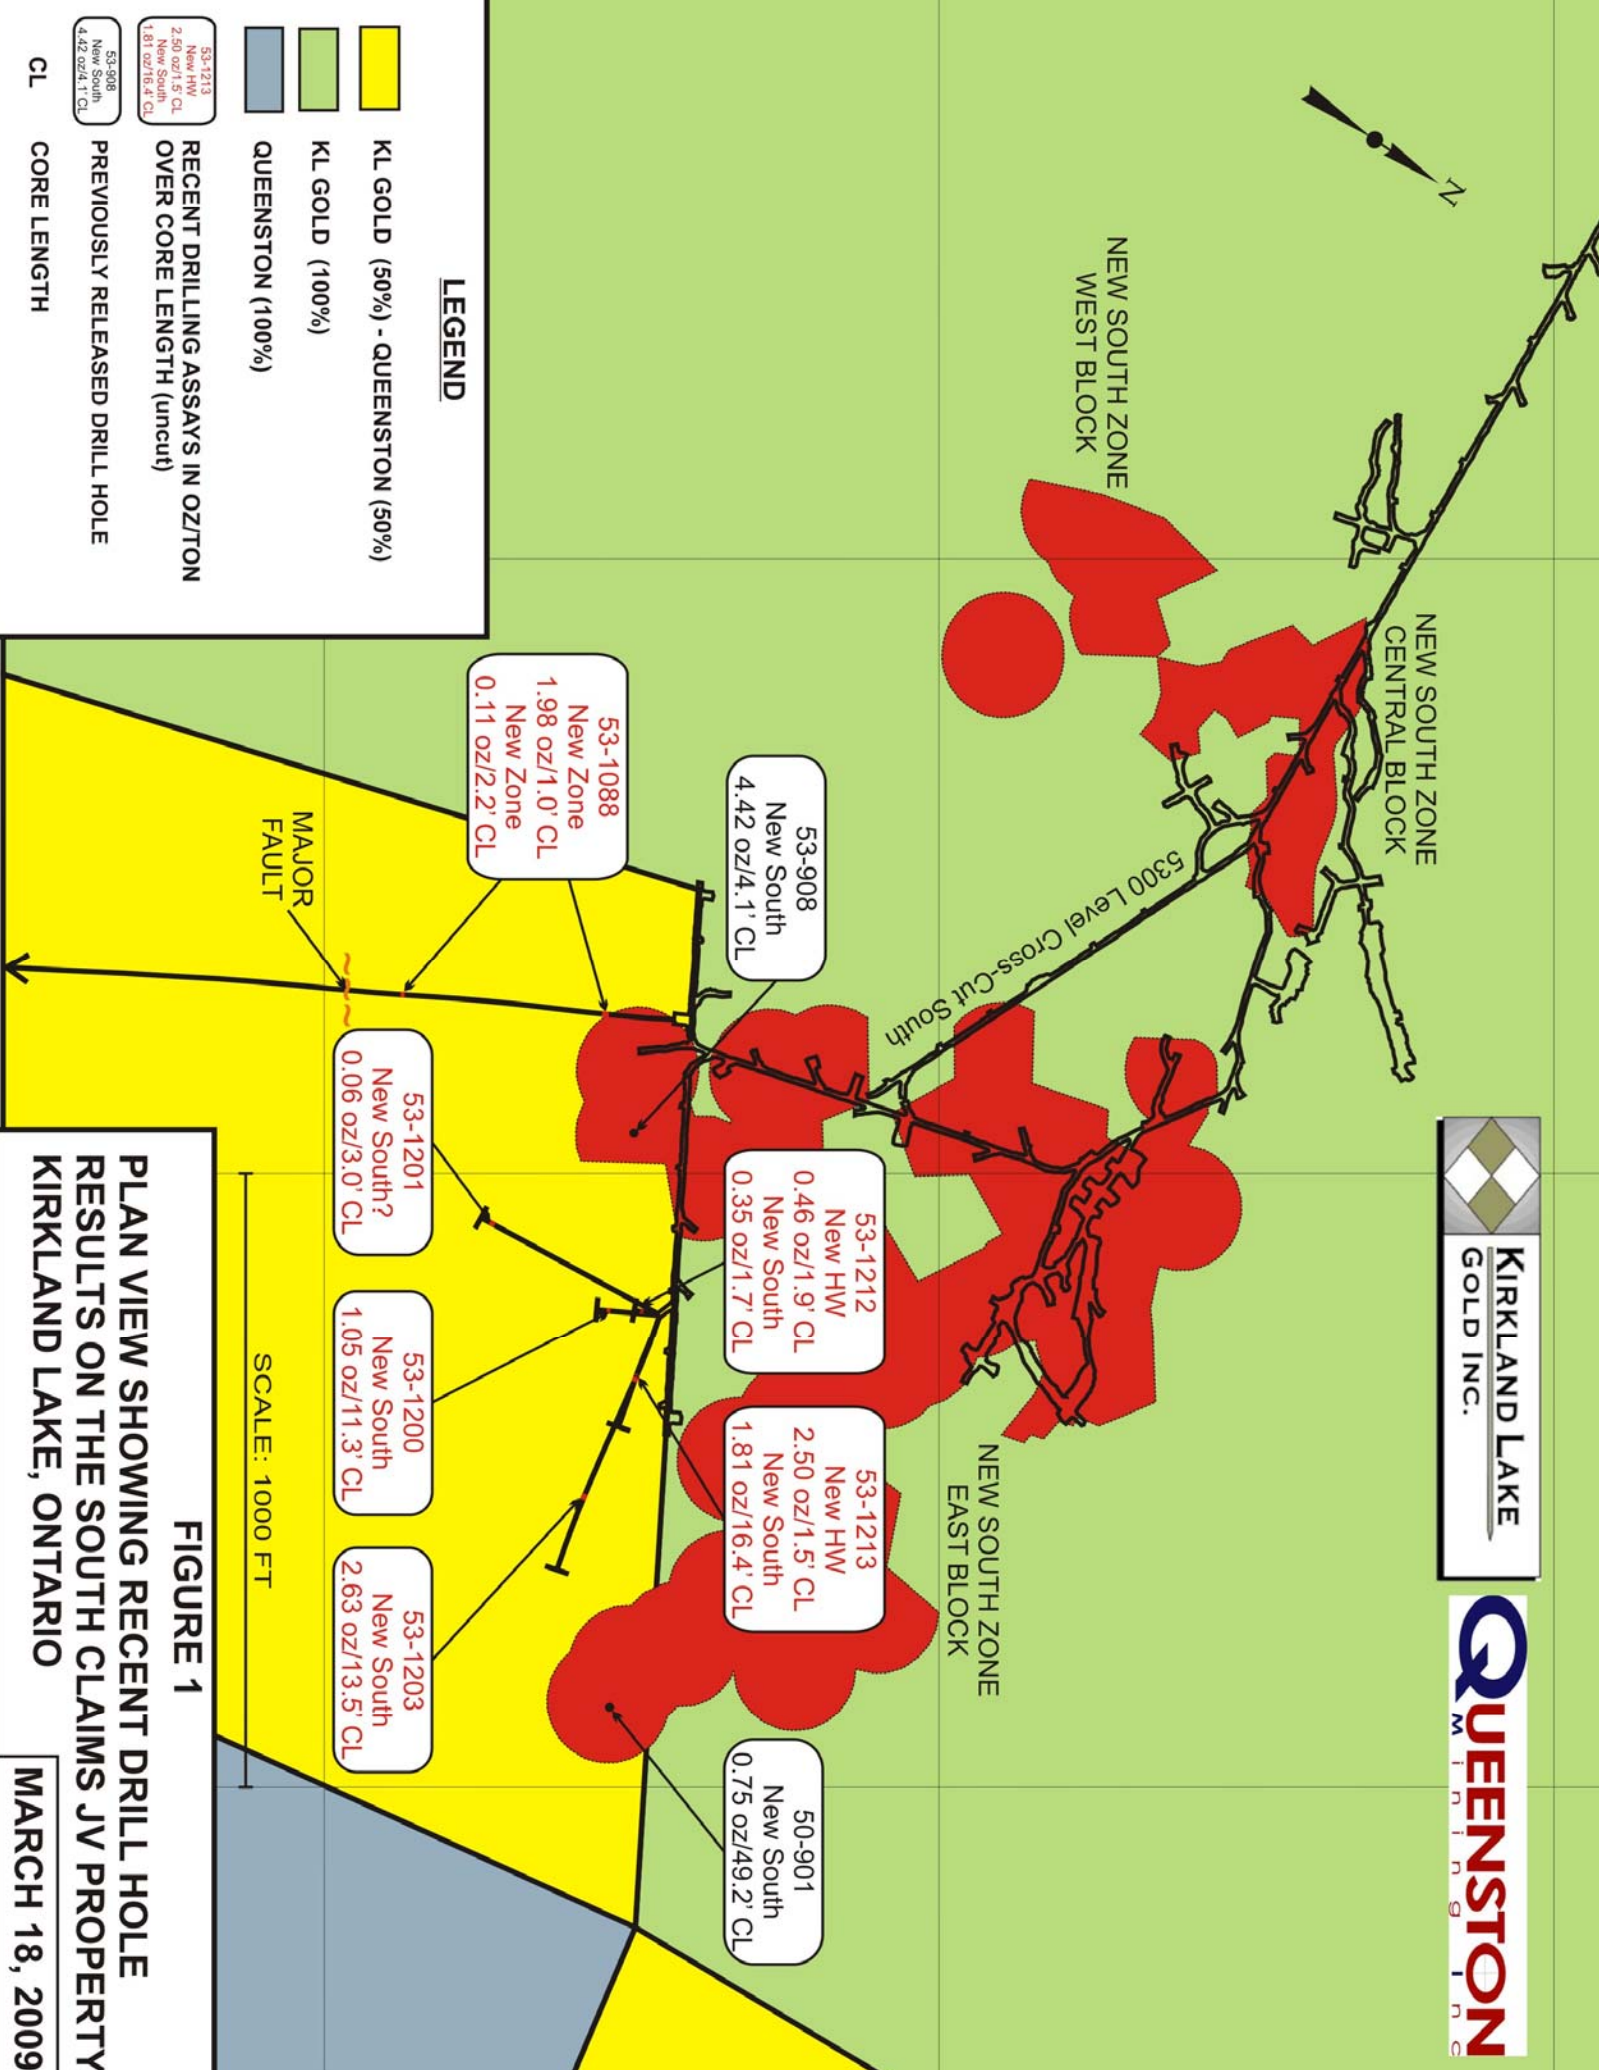 KIRKLAND LAKE
GOLD INC.
QUEENSTON
Mining Inc
N
NEW SOUTH ZONE
WEST BLOCK
NEW SOUTH ZONE
CENTRAL BLOCK
NEW SOUTH ZONE
EAST BLOCK
5300 Level Cross-Cut South
53-908
New South
4.42 oz/4.1' CL
53-1212
New HW
0.46 oz/1.9' CL
New South
0.35 oz/1.7' CL
53-1213
New HW
2.50 oz/1.5' CL
New South
1.81 oz/16.4' CL
50-901
New South
0.75 oz/49.2' CL
53-1088
New Zone
1.98 oz/1.0' CL
New Zone
0.11 oz/2.2' CL
MAJOR
FAULT
53-1201
New South?
0.06 oz/3.0' CL
53-1200
New South
1.05 oz/11.3' CL
53-1203
New South
2.63 oz/13.5' CL
SCALE: 1000 FT
LEGEND
KL GOLD (50%) - QUEENSTON (50%)
KL GOLD (100%)
QUEENSTON (100%)
53-1213
New HW
2.50 oz/1.5' CL
New South
1.81 oz/16.4' CL
RECENT DRILLING ASSAYS IN OZ/TON
OVER CORE LENGTH (uncut)
53-908
New South
4.42 oz/4.1' CL
PREVIOUSLY RELEASED DRILL HOLE
CL CORE LENGTH
FIGURE 1
PLAN VIEW SHOWING RECENT DRILL HOLE
RESULTS ON THE SOUTH CLAIMS JV PROPERTY
KIRKLAND LAKE, ONTARIO
MARCH 18, 2009